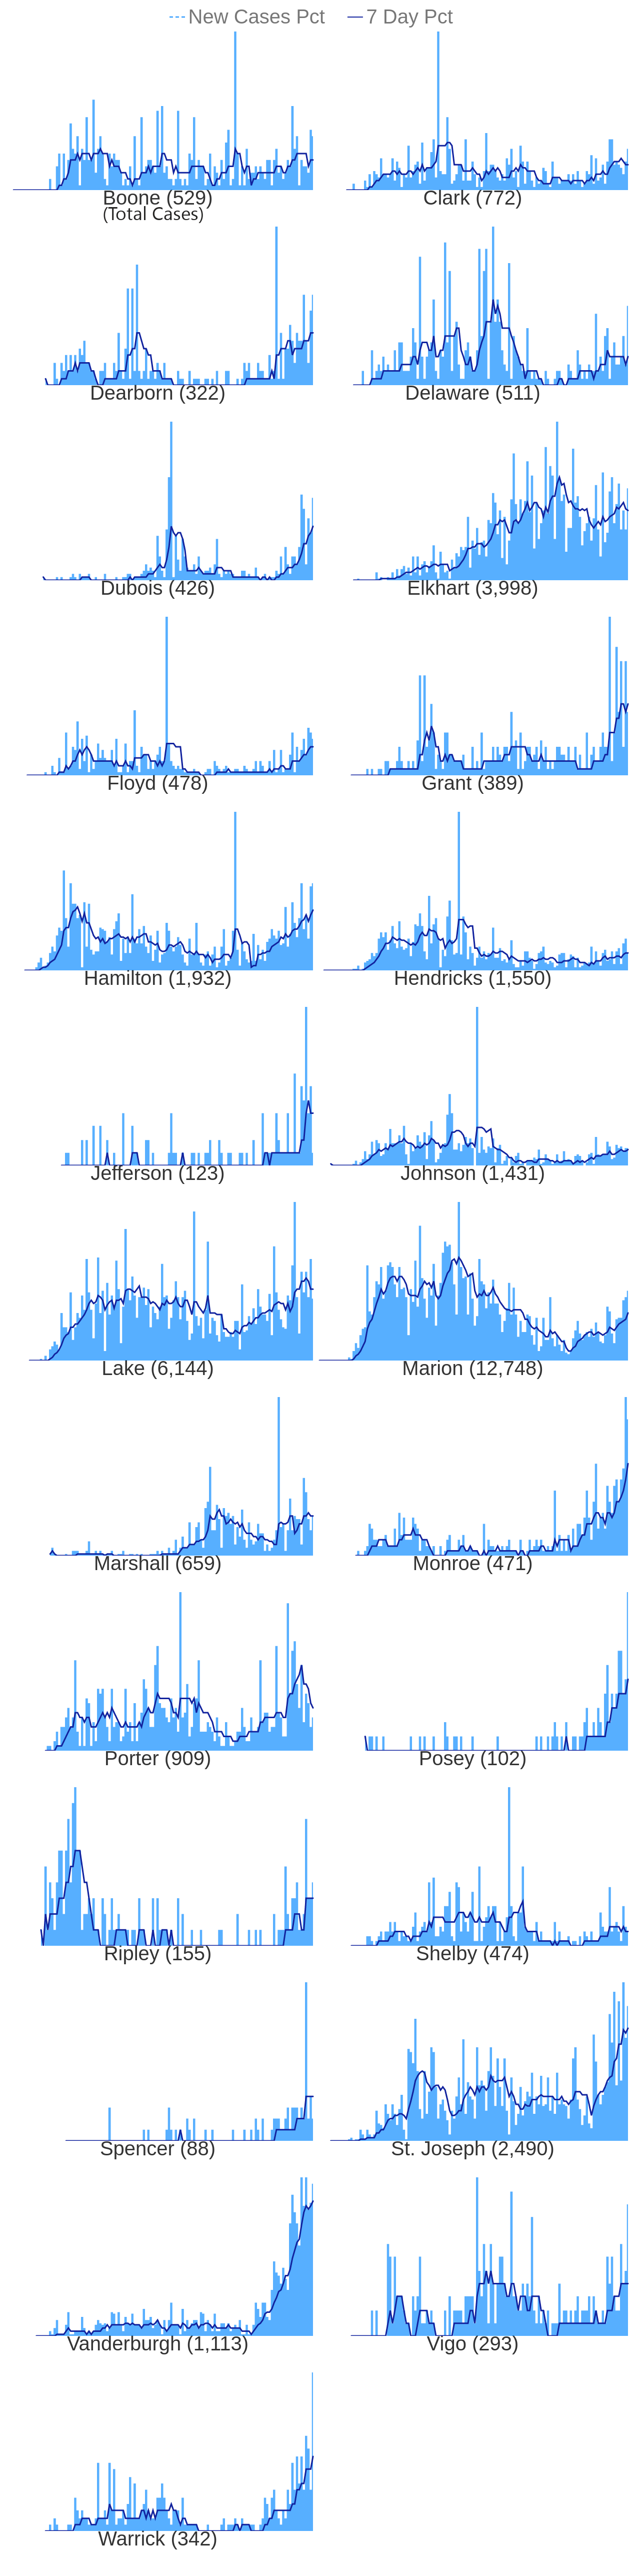 New Cases Pct 7 Day Pct
Boone (529) Clark (772)
(Total Cases)
Dearborn (322) Delaware (511)
Dubois (426) Elkhart (3,998)
Floyd (478) Grant (389)
Hamilton (1,932) Hendricks (1,550)
Jefferson (123) Johnson (1,431)
Lake (6,144) Marion (12,748)
Marshall (659) Monroe (471)
Porter (909) Posey (102)
Ripley (155) Shelby (474)
Spencer (88) St. Joseph (2,490)
Vanderburgh (1,113) Vigo (293)
Warrick (342)